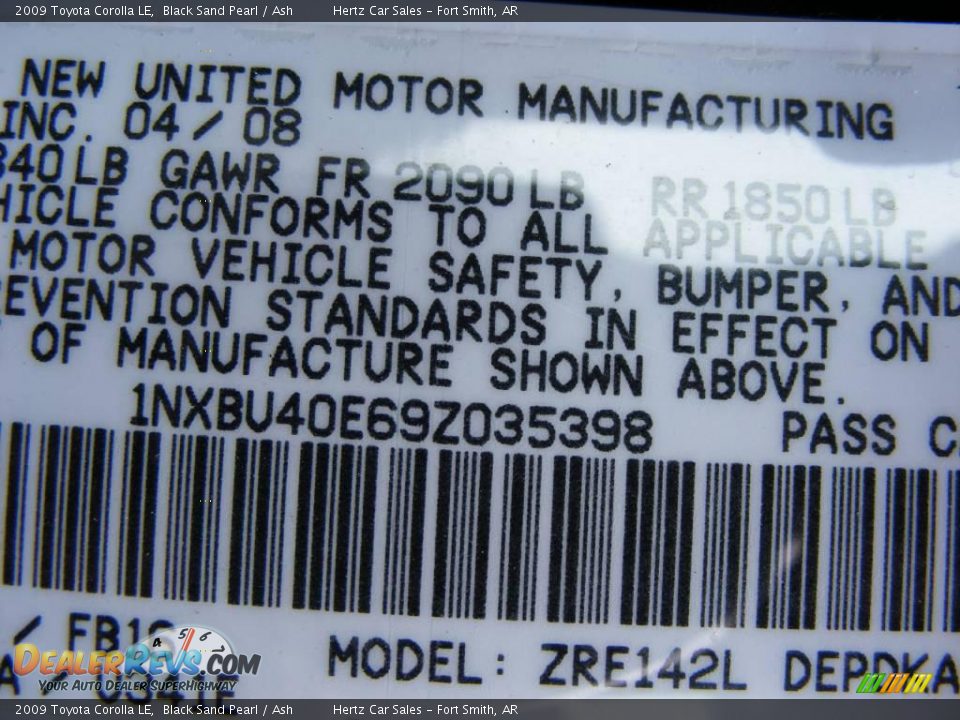 2009 Toyota Corolla LE, Black Sand Pearl / Ash Hertz Car Sales – Fort Smith, AR
NEW UNITED MOTOR MANUFACTURING
INC. 04/08
340LB GAWR FR 2090LB RR1850LB
HICLE CONFORMS TO ALL APPLICABLE
MOTOR VEHICLE SAFETY, BUMPER, AND
EVENTION STANDARDS IN EFFECT ON
OF MANUFACTURE SHOWN ABOVE.
1NXBU40E69Z035398 PASS C
/ FB1
MODEL: ZRE142L DEPDKA
DEALERREVS.COM
YOUR AUTO DEALER SUPERHIGHWAY
2009 Toyota Corolla LE, Black Sand Pearl / Ash Hertz Car Sales – Fort Smith, AR